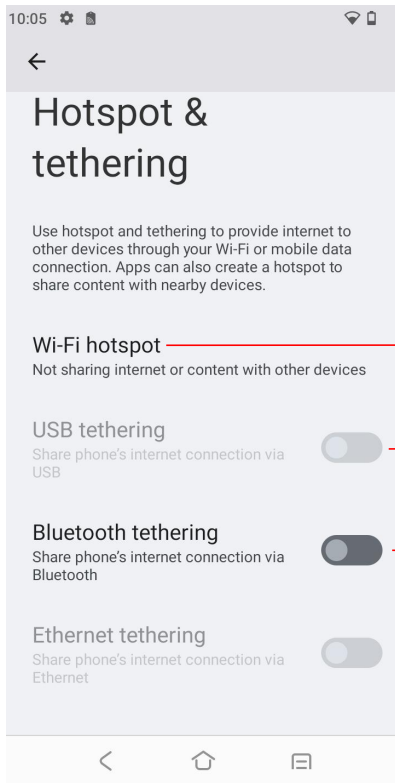 10:05
Hotspot &
tethering
Use hotspot and tethering to provide internet to
other devices through your Wi-Fi or mobile data
connection. Apps can also create a hotspot to
share content with nearby devices.
Wi-Fi hotspot
Not sharing internet or content with other devices
USB tethering
Share phone's internet connection via
USB
Bluetooth tethering
Share phone's internet connection via
Bluetooth
Ethernet tethering
Share phone's internet connection via
Ethernet